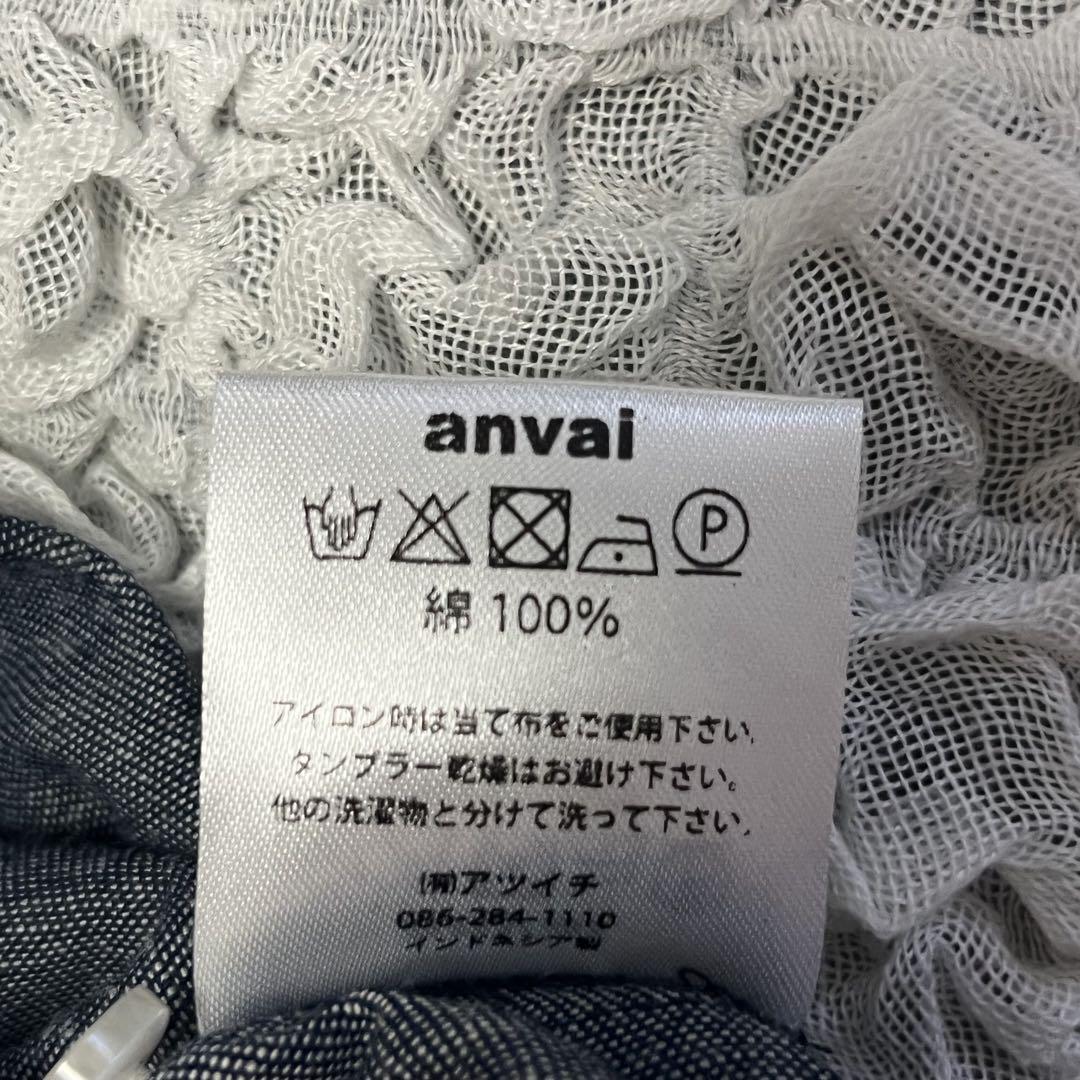 anvai
P
綿 100%
アイロン時は当て布をご使用下さい。
タンブラー乾燥はお避け下さい。
他の洗濯物と分けて洗って下さい。
(有)アツイチ
086-284-1110
インドネシア製